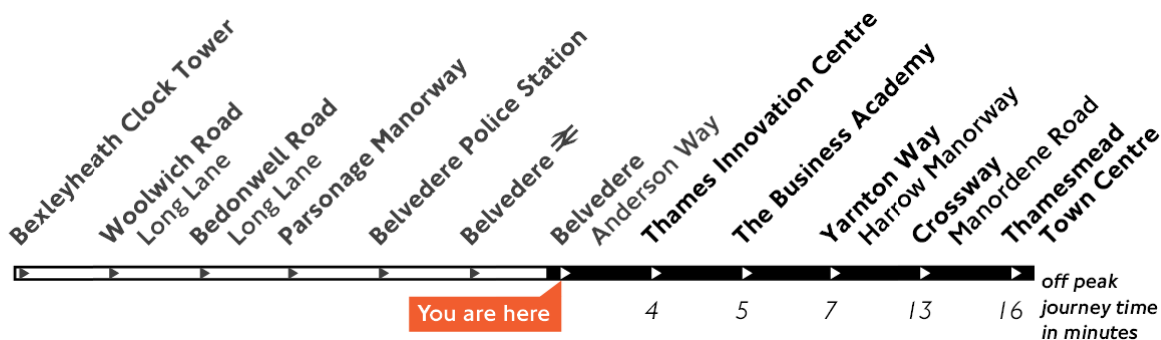 Bexleyheath Clock Tower
Woolwich Road
Long Lane
Bedonwell Road
Long Lane
Parsonage Manorway
Belvedere Police Station
Belvedere
Belvedere
Anderson Way
Thames Innovation Centre
The Business Academy
Yarnton Way
Harrow Manorway
Crossway
Manordene Road
Thamesmead
Town Centre
You are here
4 5 7 13 16
off peak
journey time
in minutes